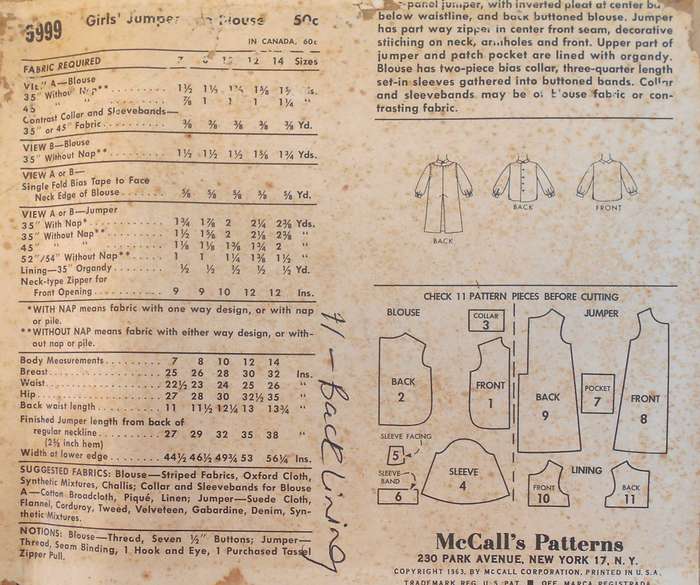 5999
Girls' Jumper Blouse 50c
IN CANADA, 60c
FABRIC REQUIRED 7 8 10 12 14 Sizes
VIEW A—Blouse
35" Without Nap** 1½ 1½ 1⅝
45 " " ⅞ 1 1 1¼ "
Contrast Collar and Sleevebands—
35" or 45" Fabric ⅜ ⅜ ⅜ ⅜ ⅜ Yd.
VIEW B—Blouse
35" Without Nap** 1½ 1½ 1½ 1⅝ 1¾ Yds.
VIEW A or B—
Single Fold Bias Tape to Face
Neck Edge of Blouse ⅝ ⅝ ⅝ ⅝ ⅝ Yd.
VIEW A or B—Jumper
35" With Nap* 1¾ 1⅞ 2 2¼ 2⅜ Yds.
35" Without Nap** 1½ 1⅝ 2 2⅛ 2⅜ "
45" " 1⅛ 1⅛ 1⅜ 1¾ 2 "
52"/54" Without Nap** 1 1 1¼ 1⅜ 1½ "
Lining—35" Organdy ½ ½ ½ ½ ½ Yd.
Neck-type Zipper for
Front Opening 9 9 10 12 12 Ins.
*WITH NAP means fabric with one way design, or with nap
or pile.
**WITHOUT NAP means fabric with either way design, or with-
out nap or pile.
Body Measurements 7 8 10 12 14
Breast 25 26 28 30 32 Ins.
Waist 22½ 23 24 25 26 "
Hip 27 28 30 32½ 35 "
Back waist length 11 11½ 12¼ 13 13¾ "
Finished Jumper length from back of
regular neckline 27 29 32 35 38 "
(2⅜ inch hem)
Width at lower edge 44½ 46½ 49¾ 53 56¼ Ins.
SUGGESTED FABRICS: Blouse—Striped Fabrics, Oxford Cloth,
Synthetic Mixtures, Challis; Collar and Sleevebands for Blouse
A—Cotton Broadcloth, Piqué, Linen; Jumper—Suede Cloth,
Flannel, Corduroy, Tweed, Velveteen, Gabardine, Denim, Syn-
thetic Mixtures.
NOTIONS: Blouse—Thread, Seven ½" Buttons; Jumper—
Thread, Seam Binding, 1 Hook and Eye, 1 Purchased Tassel
Zipper Pull.
11 - Back Lining
panel jumper, with inverted pleat at center
below waistline, and back buttoned blouse. Jumper
has part way zipper in center front seam, decorative
stitching on neck, armholes and front. Upper part of
jumper and patch pocket are lined with organdy.
Blouse has two-piece bias collar, three-quarter length
set-in sleeves gathered into buttoned bands. Collar
and sleevebands may be of blouse fabric or con-
trasting fabric.
BACK
BACK
FRONT
CHECK 11 PATTERN PIECES BEFORE CUTTING
BLOUSE
COLLAR
3
JUMPER
BACK
2
FRONT
1
BACK
9
POCKET
7
FRONT
8
SLEEVE FACING
5
SLEEVE
BAND
6
SLEEVE
4
LINING
FRONT
10
BACK
11
McCall's Patterns
230 PARK AVENUE, NEW YORK 17, N. Y.
COPYRIGHT 1963, BY McCALL CORPORATION, PRINTED IN U. S. A.
TRADEMARK REG. U.S. PAT. OFF. MARCA REGISTRADA